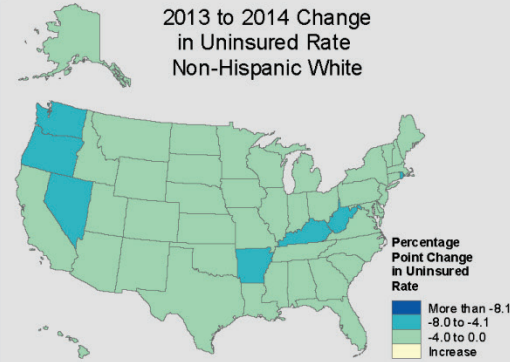 2013 to 2014 Change
in Uninsured Rate
Non-Hispanic White
Percentage
Point Change
in Uninsured
Rate
More than -8.1
-8.0 to -4.1
-4.0 to 0.0
Increase